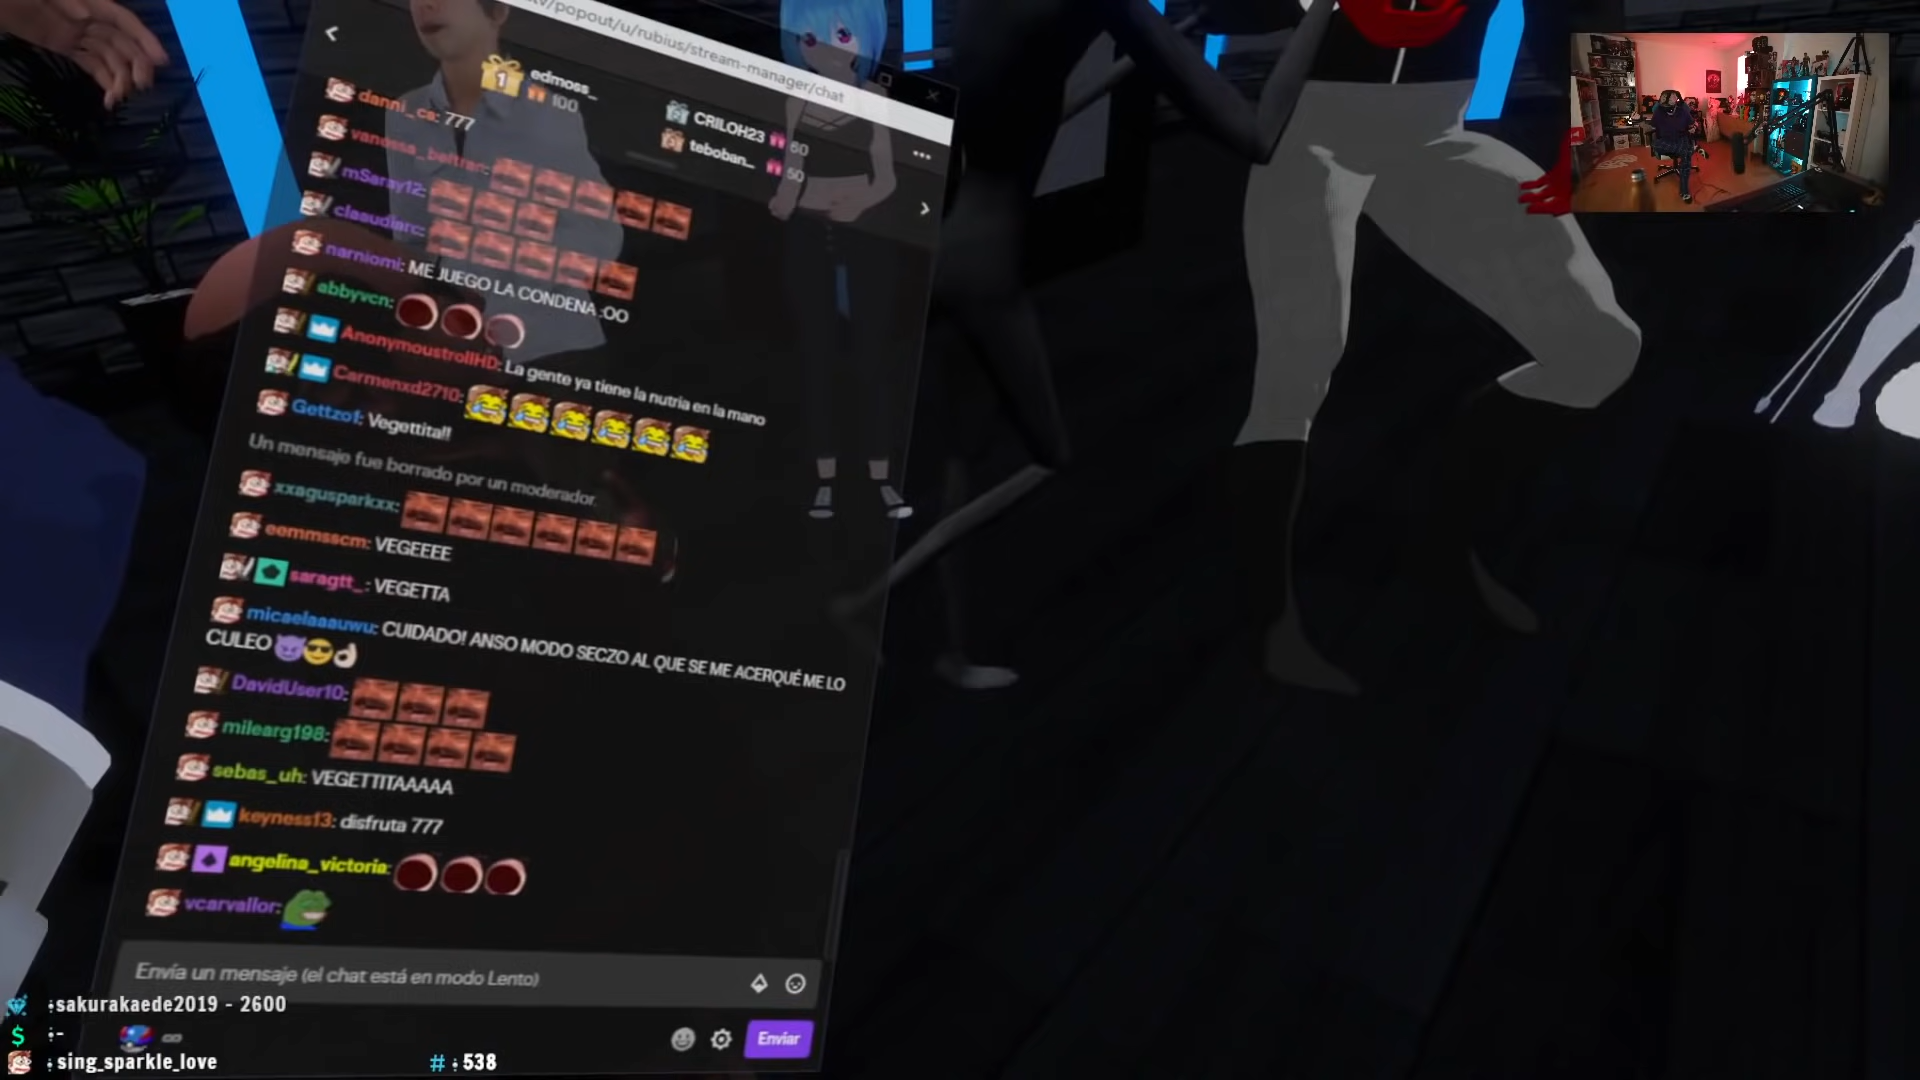 tv/popout/u/rubius/stream-manager/chat
1 edmoss_
100
CRILOH23 60
teboban_ 50
danni_ca: 777
vanessa_beltran:
mSaray12:
claudiarc:
narniomi: ME JUEGO LA CONDENA :OO
abbyvcn:
AnonymoustrollHD: La gente ya tiene la nutria en la mano
Carmenxd2710:
Gettzo1: Vegettita!!
Un mensaje fue borrado por un moderador.
xxagusparkxx:
eemmsscm: VEGEEEE
saragtt_: VEGETTA
micaelaaauwu: CUIDADO! ANSO MODO SECZO AL QUE SE ME ACERQUÉ ME LO
CULEO
DavidUser10:
milearg198:
sebas_uh: VEGETTITAAAAA
keyness13: disfruta 777
angelina_victoria:
vcarvallor:
Envía un mensaje (el chat está en modo Lento)
Enviar
:sakurakaede2019 - 2600
$ :-
:sing_sparkle_love
# : 538